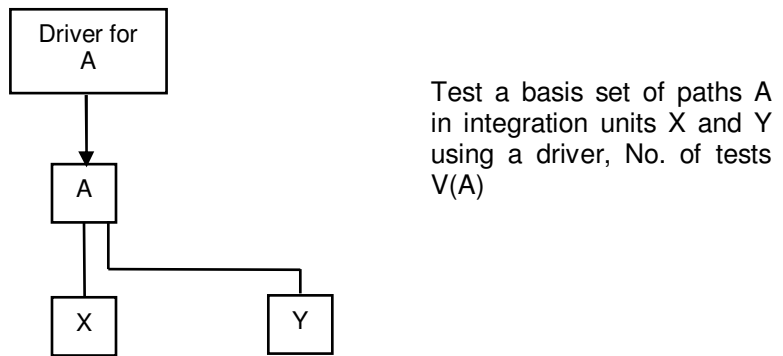 Driver for
A
Test a basis set of paths A
in integration units X and Y
using a driver, No. of tests
V(A)
A
X
Y